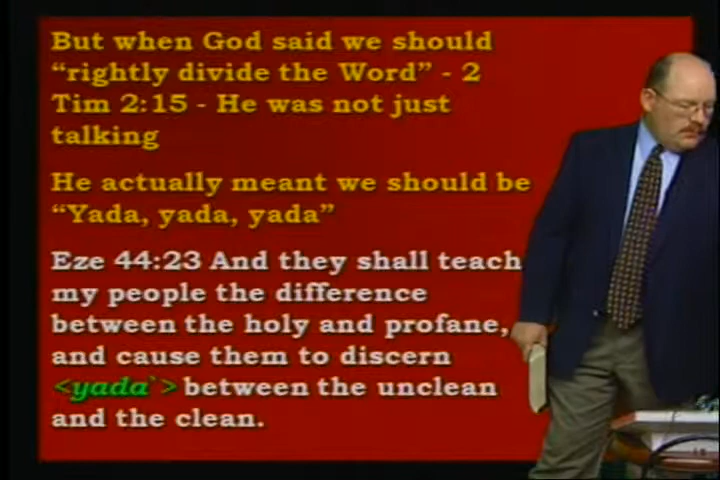 But when God said we should
“rightly divide the Word” - 2
Tim 2:15 - He was not just
talking
He actually meant we should be
“Yada, yada, yada”
Eze 44:23 And they shall teach
my people the difference
between the holy and profane,
and cause them to discern
<yada`> between the unclean
and the clean.